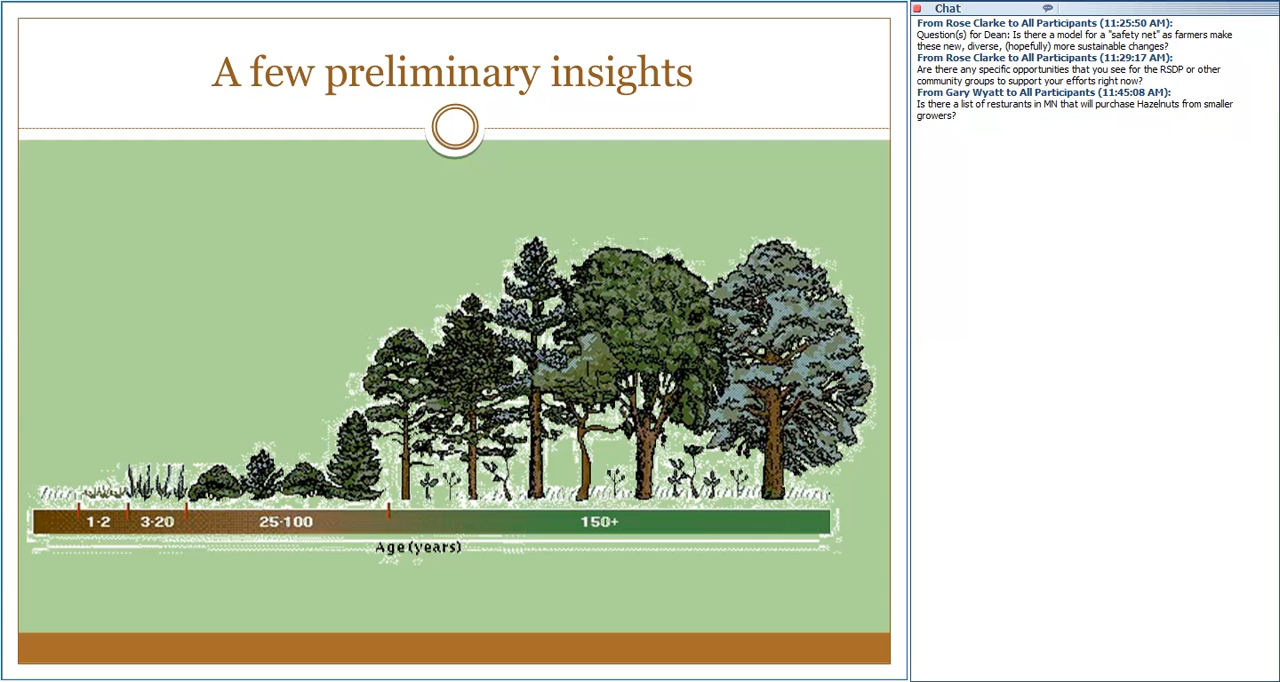 A few preliminary insights
1-2 3-20 25-100 150+
Age (years)
Chat
From Rose Clarke to All Participants (11:25:50 AM):
Question(s) for Dean: Is there a model for a "safety net" as farmers make
these new, diverse, (hopefully) more sustainable changes?
From Rose Clarke to All Participants (11:29:17 AM):
Are there any specific opportunities that you see for the RSDP or other
community groups to support your efforts right now?
From Gary Wyatt to All Participants (11:45:08 AM):
Is there a list of resturants in MN that will purchase Hazelnuts from smaller
growers?